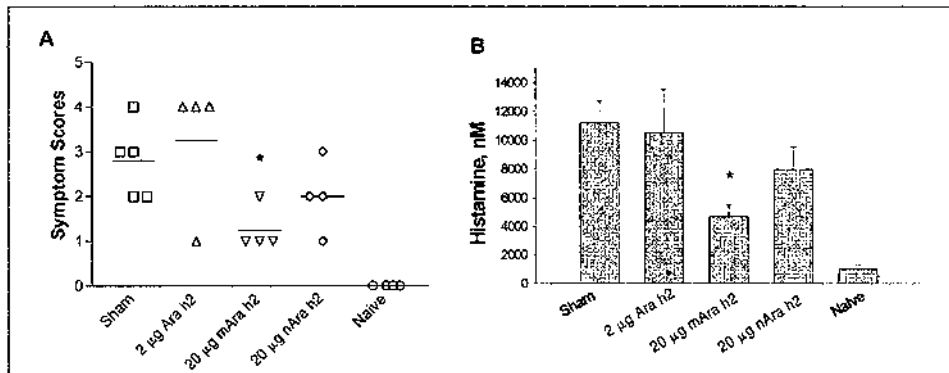 A
Symptom Scores
5
4
3
2
1
0
*
Sham
2 µg Ara h2
20 µg mAra h2
20 µg nAra h2
Naive
B
Histamine, nM
14000
12000
10000
8000
6000
4000
2000
0
*
Sham
2 µg Ara h2
20 µg mAra h2
20 µg nAra h2
Naive